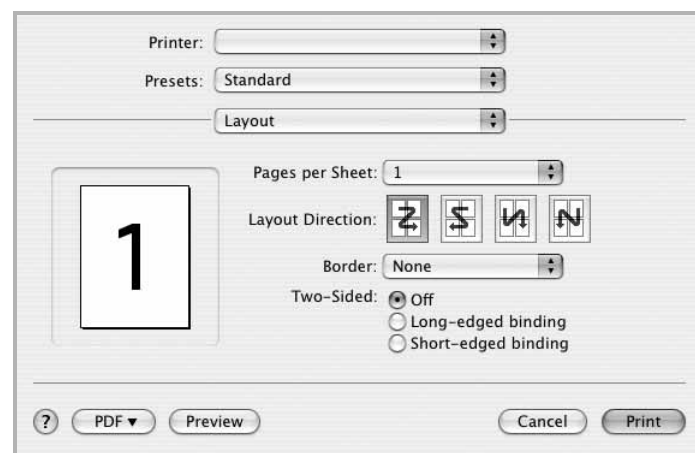 Printer:
Presets: Standard
Layout
Pages per Sheet: 1
Layout Direction:
1
Border: None
Two-Sided: Off
Long-edged binding
Short-edged binding
? PDF▼ Preview Cancel Print